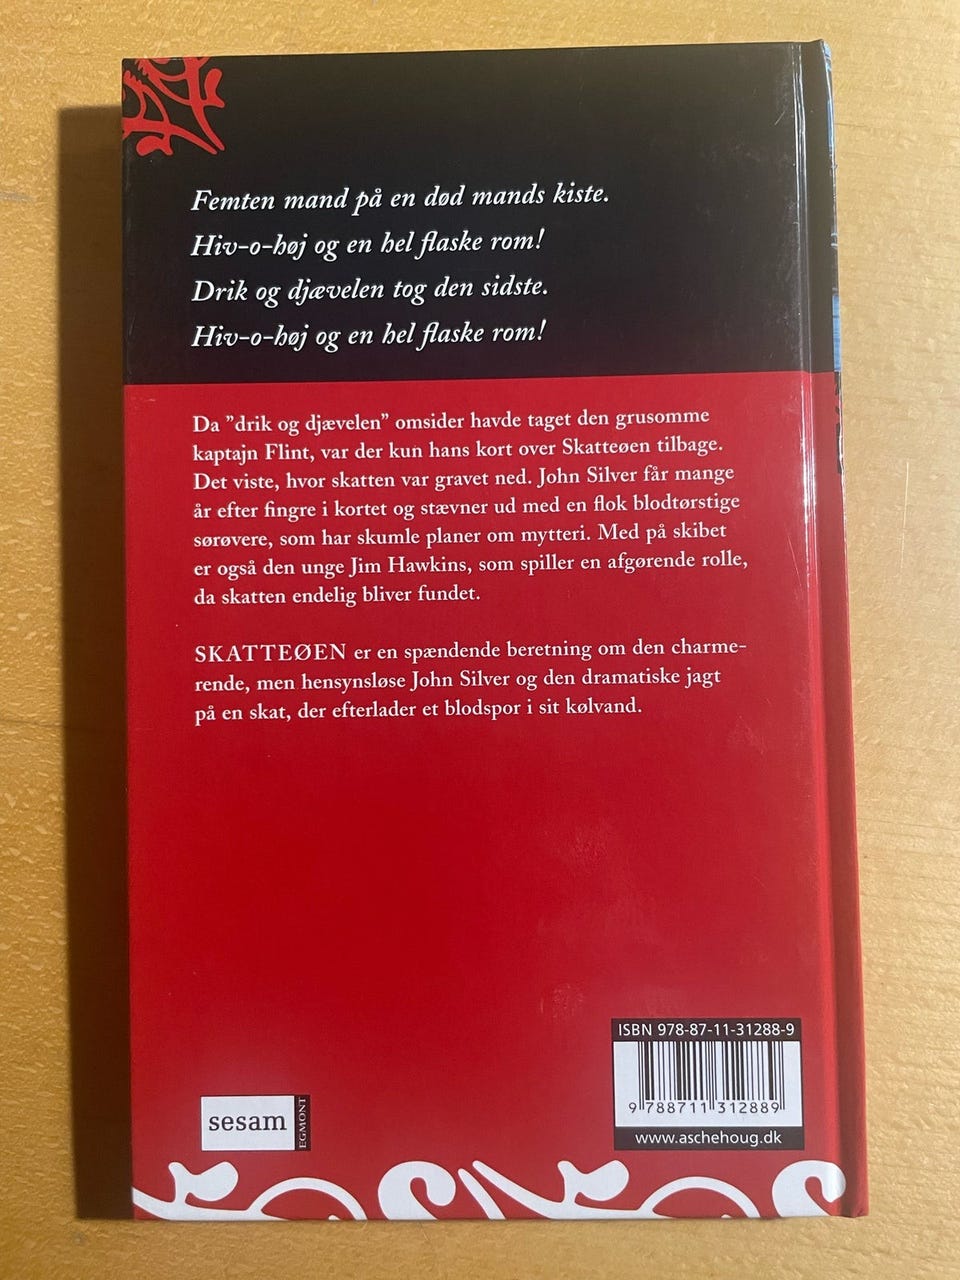 Femten mand på en død mands kiste.
Hiv-o-høj og en hel flaske rom!
Drik og djævelen tog den sidste.
Hiv-o-høj og en hel flaske rom!
Da ”drik og djævelen” omsider havde taget den grusomme
kaptajn Flint, var der kun hans kort over Skatteøen tilbage.
Det viste, hvor skatten var gravet ned. John Silver får mange
år efter fingre i kortet og stævner ud med en flok blodtørstige
sørøvere, som har skumle planer om mytteri. Med på skibet
er også den unge Jim Hawkins, som spiller en afgørende rolle,
da skatten endelig bliver fundet.
SKATTEØEN er en spændende beretning om den charme-
rende, men hensynsløse John Silver og den dramatiske jagt
på en skat, der efterlader et blodspor i sit kølvand.
ISBN 978-87-11-31288-9
9 788711 312889
www.aschehoug.dk
sesam
EGMONT